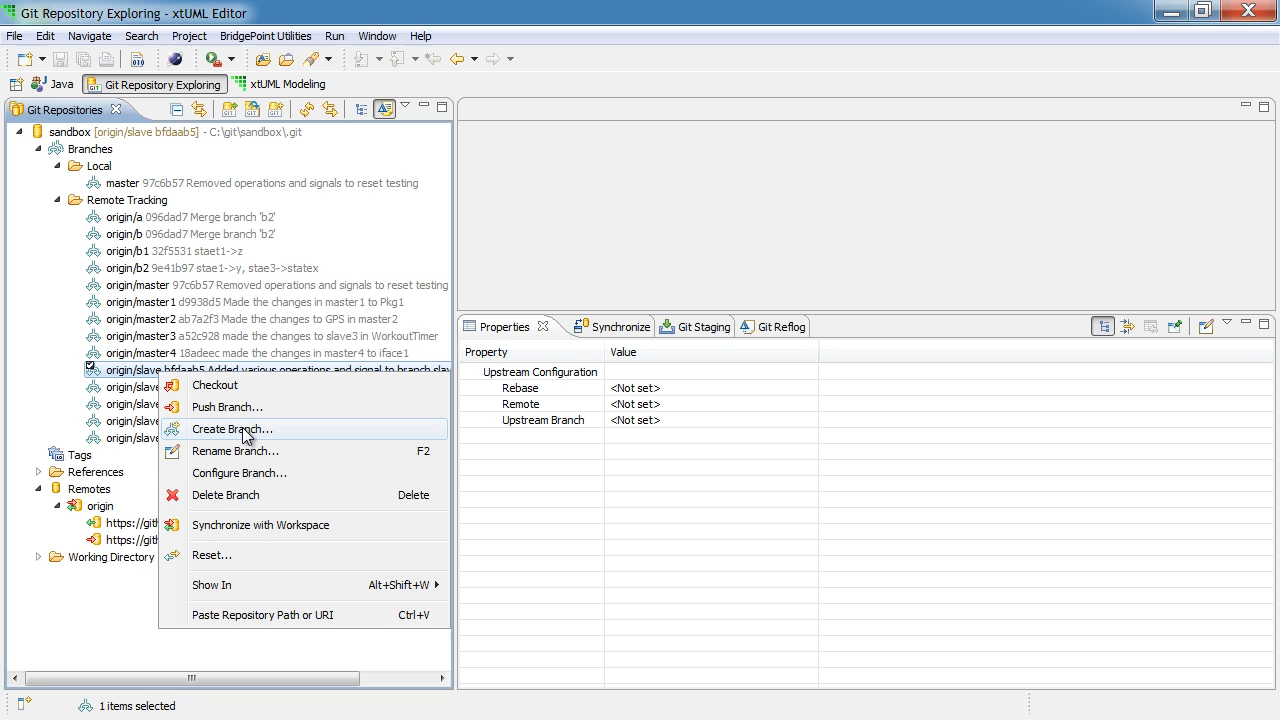 Git Repository Exploring - xtUML Editor
File Edit Navigate Search Project BridgePoint Utilities Run Window Help
Java Git Repository Exploring xtUML Modeling
Git Repositories
sandbox [origin/slave bfdaab5] - C:\git\sandbox\.git
Branches
Local
master 97c6b57 Removed operations and signals to reset testing
Remote Tracking
origin/a 096dad7 Merge branch 'b2'
origin/b 096dad7 Merge branch 'b2'
origin/b1 32f5531 staet1->z
origin/b2 9e41b97 stae1->y, stae3->statex
origin/master 97c6b57 Removed operations and signals to reset testing
origin/master1 d9938d5 Made the changes in master1 to Pkg1
origin/master2 ab7a2f3 Made the changes to GPS in master2
origin/master3 a52c928 made the changes to slave3 in WorkoutTimer
origin/master4 18adeec made the changes in master4 to iface1
origin/slave bfdaab5 Added various operations and signal to branch slav
origin/slave
origin/slave
origin/slave
origin/slave
Tags
References
Remotes
origin
https://gith
https://gith
Working Directory
Checkout
Push Branch...
Create Branch...
Rename Branch... F2
Configure Branch...
Delete Branch Delete
Synchronize with Workspace
Reset...
Show In Alt+Shift+W
Paste Repository Path or URI Ctrl+V
Properties Synchronize Git Staging Git Reflog
Property Value
Upstream Configuration
Rebase <Not set>
Remote <Not set>
Upstream Branch <Not set>
1 items selected